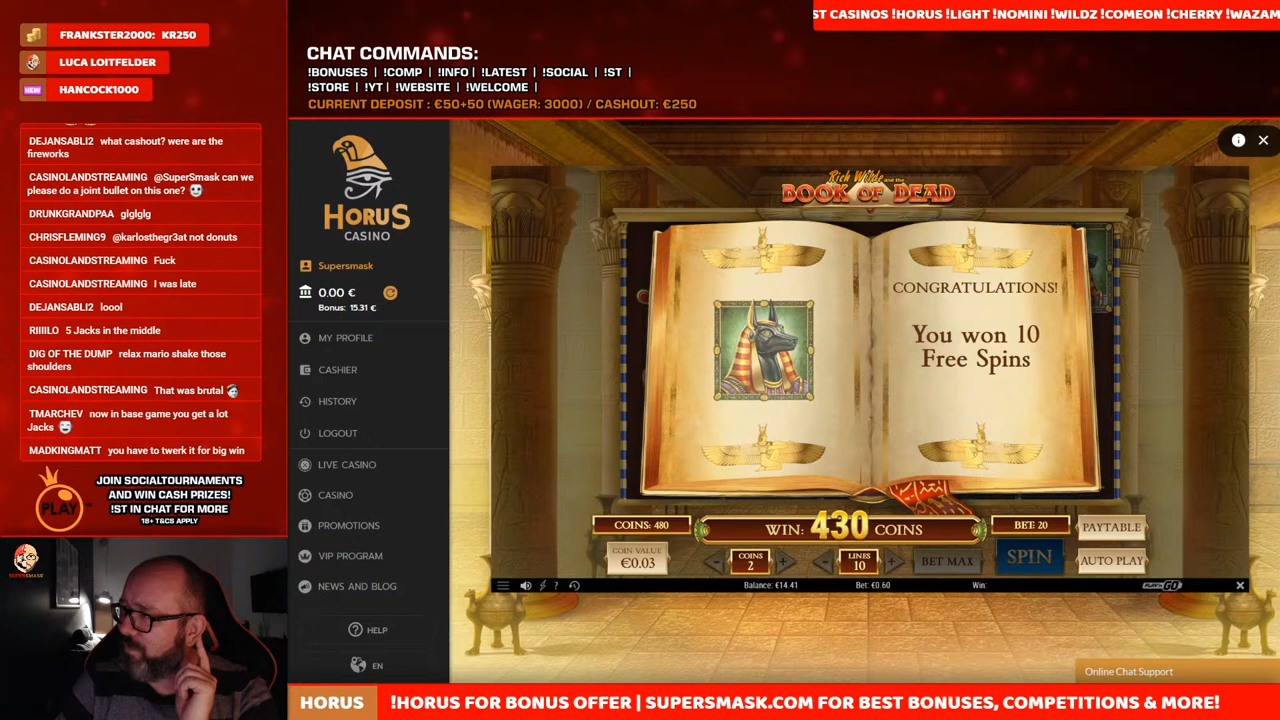 FRANKSTER2000: KR250
LUCA LOITFELDER
NEW HANCOCK1000
DEJANSABLI2 what cashout? were are the
fireworks
CASINOLANDSTREAMING @SuperSmask can we
please do a joint bullet on this one?
DRUNKGRANDPAA glglglg
CHRISFLEMING9 @karlosthegr3at not donuts
CASINOLANDSTREAMING Fuck
CASINOLANDSTREAMING I was late
DEJANSABLI2 loool
RIIIILO 5 Jacks in the middle
DIG OF THE DUMP relax mario shake those
shoulders
CASINOLANDSTREAMING That was brutal
TMARCHEV now in base game you get a lot
Jacks
MADKINGMATT you have to twerk it for big win
PLAY
JOIN SOCIALTOURNAMENTS
AND WIN CASH PRIZES!
!ST IN CHAT FOR MORE
18+ T&CS APPLY
SUPERSMASK
CHAT COMMANDS:
!BONUSES | !COMP | !INFO | !LATEST | !SOCIAL | !ST |
!STORE | !YT | !WEBSITE | !WELCOME |
CURRENT DEPOSIT : €50+50 (WAGER: 3000) / CASHOUT: €250
ST CASINOS !HORUS !LIGHT !NOMINI !WILDZ !COMEON !CHERRY !WAZAM
HORUS
CASINO
Supersmask
0.00 €
Bonus: 15.31 €
MY PROFILE
CASHIER
HISTORY
LOGOUT
LIVE CASINO
CASINO
PROMOTIONS
VIP PROGRAM
NEWS AND BLOG
HELP
EN
Rich Wilde and the
BOOK OF DEAD
CONGRATULATIONS!
You won 10
Free Spins
COINS: 480
WIN: 430 COINS
BET: 20
PAYTABLE
COIN VALUE
€0.03
COINS
2
LINES
10
BET MAX
SPIN
AUTO PLAY
Balance: €14.41
Bet: €0.60
Win:
PLAY'N GO
Online Chat Support
HORUS
!HORUS FOR BONUS OFFER | SUPERSMASK.COM FOR BEST BONUSES, COMPETITIONS & MORE!